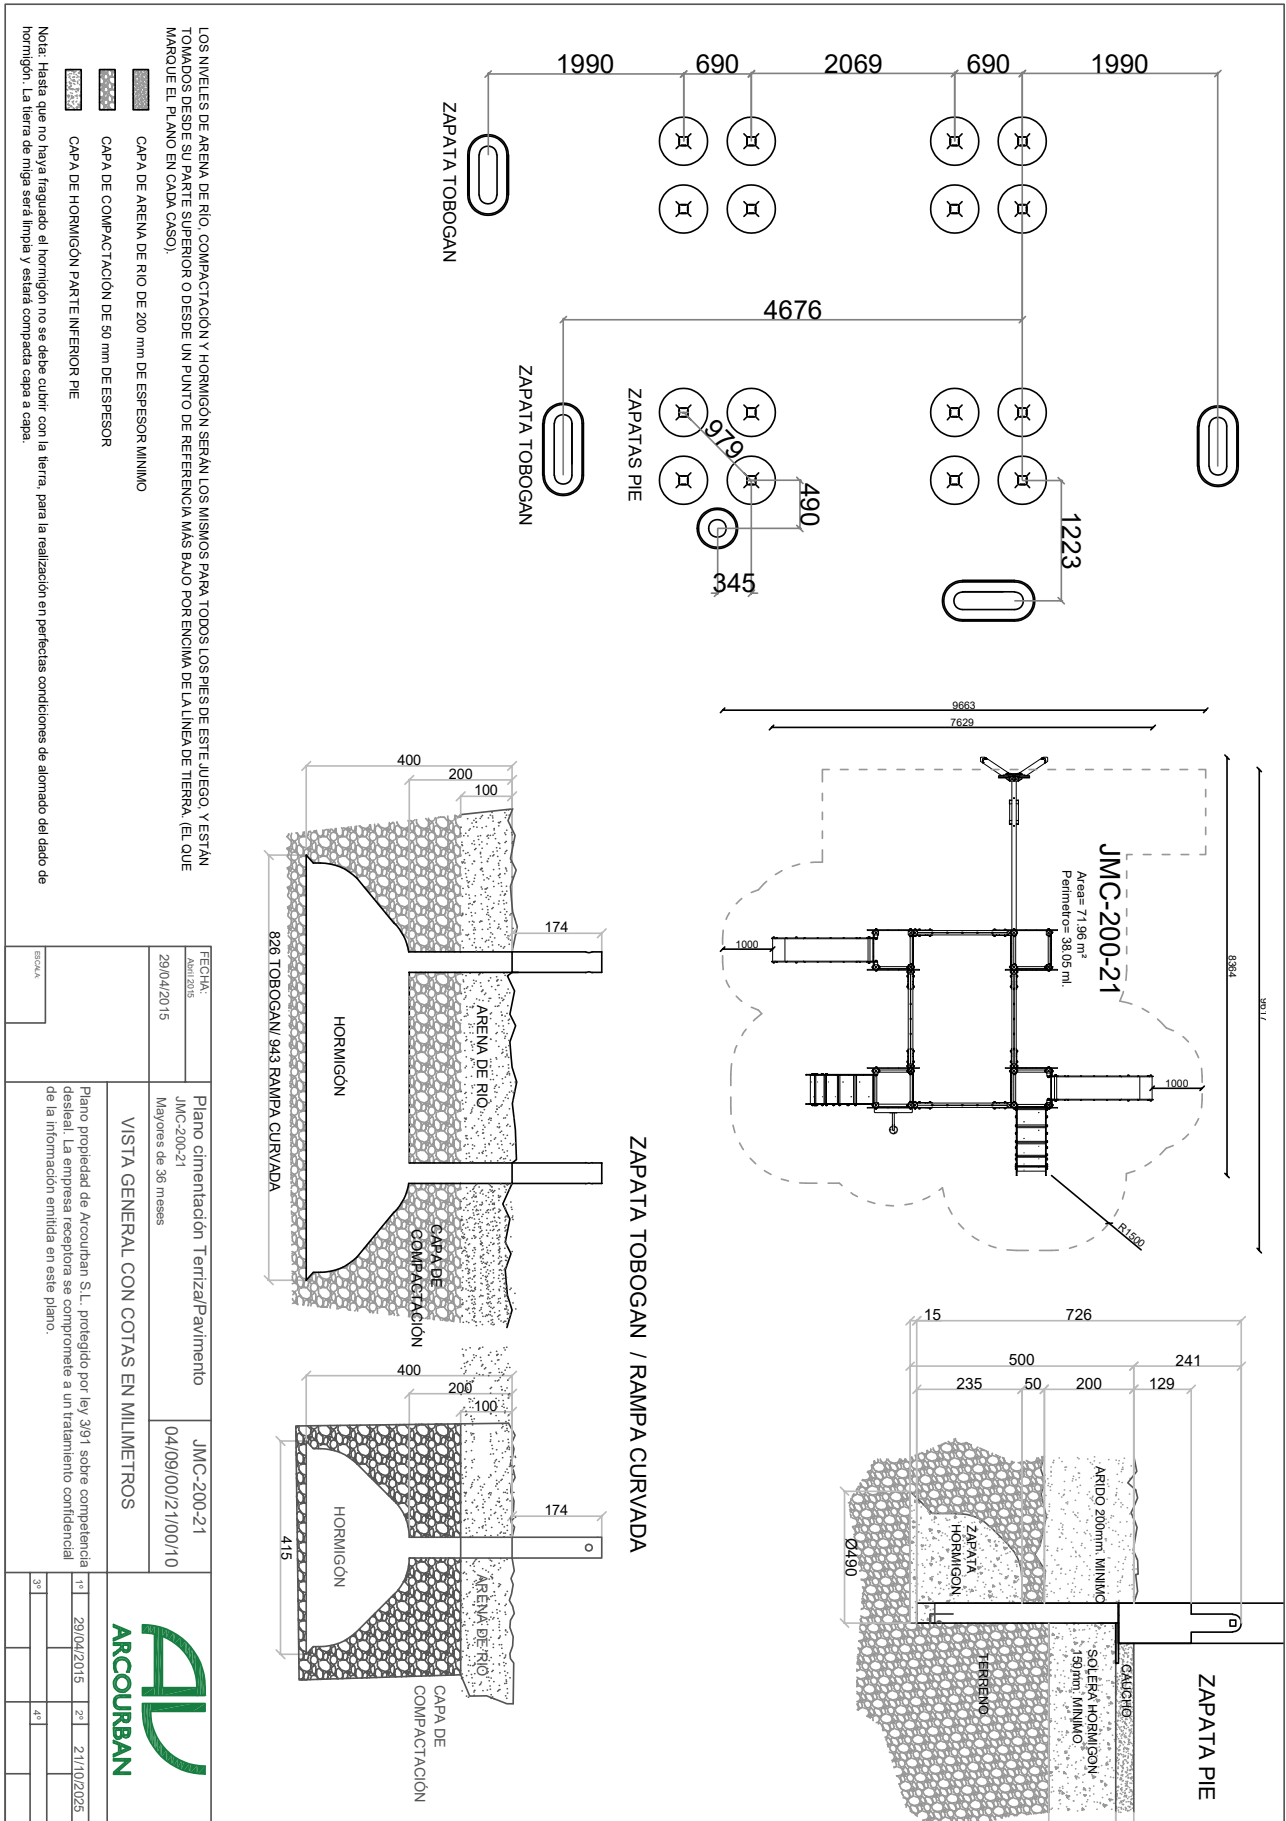 1990
690
2069
690
1990
ZAPATA TOBOGAN
4676
ZAPATA TOBOGAN
ZAPATAS PIE
979
490
345
1223
LOS NIVELES DE ARENA DE RÍO, COMPACTACIÓN Y HORMIGÓN SERÁN LOS MISMOS PARA TODOS LOS PIES DE ESTE JUEGO, Y ESTÁN
TOMADOS DESDE SU PARTE SUPERIOR O DESDE UN PUNTO DE REFERENCIA MÁS BAJO POR ENCIMA DE LA LÍNEA DE TIERRA. (EL QUE
MARQUE EL PLANO EN CADA CASO).
CAPA DE ARENA DE RIO DE 200 mm DE ESPESOR MINIMO
CAPA DE COMPACTACIÓN DE 50 mm DE ESPESOR
CAPA DE HORMIGÓN PARTE INFERIOR PIE
Nota: Hasta que no haya fraguado el hormigón no se debe cubrir con la tierra, para la realización en perfectas condiciones de alomado del dado de
hormigón. La tierra de miga será limpia y estará compacta capa a capa.
9663
7629
JMC-200-21
Area= 71.96 m²
Perimetro= 38.05 ml.
1000
1000
8364
9617
R1500
ZAPATA TOBOGAN / RAMPA CURVADA
400
200
100
174
ARENA DE RIO
HORMIGÓN
CAPA DE
COMPACTACIÓN
826 TOBOGAN/ 943 RAMPA CURVADA
400
200
100
174
ARENA DE RIO
HORMIGÓN
CAPA DE
COMPACTACIÓN
415
ZAPATA PIE
15
726
500
241
235
50
200
129
ARIDO 200mm. MINIMO
ZAPATA
HORMIGON
Ø490
CAUCHO
SOLERA HORMIGON
150mm. MINIMO
TERRENO
FECHA:
Abril 2015
29/04/2015
ESCALA:
Plano cimentación Terriza/Pavimento
JMC-200-21
Mayores de 36 meses
JMC-200-21
04/09/00/21/00/10
VISTA GENERAL CON COTAS EN MILIMETROS
Plano propiedad de Arcourban S.L. protegido por ley 3/91 sobre competencia
desleal. La empresa receptora se compromete a un tratamiento confidencial
de la información emitida en este plano.
ARCOURBAN
1º 29/04/2015 2º 21/10/2025
3º 4º